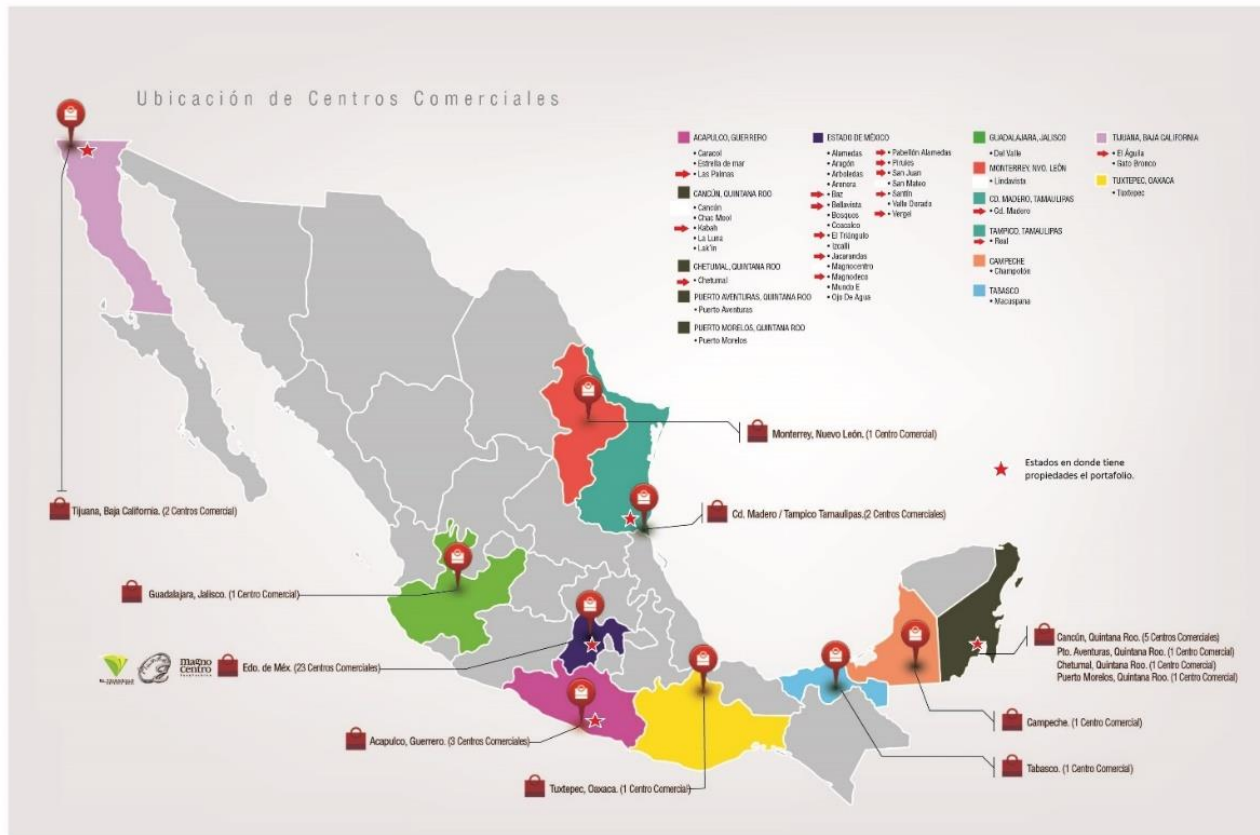 Ubicación de Centros Comerciales
ACAPULCO, GUERRERO
• Caracol
• Estrella de mar
• Las Palmas
CANCÚN, QUINTANA ROO
• Cancún
• Chac Mool
• Kabah
• La Luna
• Lak'in
CHETUMAL, QUINTANA ROO
• Chetumal
PUERTO AVENTURAS, QUINTANA ROO
• Puerto Aventuras
PUERTO MORELOS, QUINTANA ROO
• Puerto Morelos
ESTADO DE MÉXICO
• Alamedas
• Aragón
• Arboledas
• Arenera
• Baz
• Bellavista
• Bosques
• Coacalco
• El Triángulo
• Izcalli
• Jacarandas
• Magnocentro
• Magnodeco
• Mundo E
• Ojo De Agua
• Pabellón Alamedas
• Pirules
• San Juan
• San Mateo
• Santín
• Valle Dorado
• Vergel
GUADALAJARA, JALISCO
• Del Valle
MONTERREY, NVO. LEÓN
• Lindavista
CD. MADERO, TAMAULIPAS
• Cd. Madero
TAMPICO, TAMAULIPAS
• Real
CAMPECHE
• Champotón
TABASCO
• Macuspana
TIJUANA, BAJA CALIFORNIA
• El Águila
• Gato Bronco
TUXTEPEC, OAXACA
• Tuxtepec
Monterrey, Nuevo León. (1 Centro Comercial)
Estados en donde tiene
propiedades el portafolio.
Tijuana, Baja California. (2 Centros Comercial)
Cd. Madero / Tampico Tamaulipas.(2 Centros Comerciales)
Guadalajara, Jalisco. (1 Centro Comercial)
magno
centro
Edo. de Méx. (23 Centros Comerciales)
Cancún, Quintana Roo. (5 Centros Comerciales)
Pto. Aventuras, Quintana Roo. (1 Centro Comercial)
Chetumal, Quintana Roo. (1 Centro Comercial)
Puerto Morelos, Quintana Roo. (1 Centro Comercial)
Campeche. (1 Centro Comercial)
Acapulco, Guerrero. (3 Centros Comerciales)
Tabasco. (1 Centro Comercial)
Tuxtepec, Oaxaca. (1 Centro Comercial)